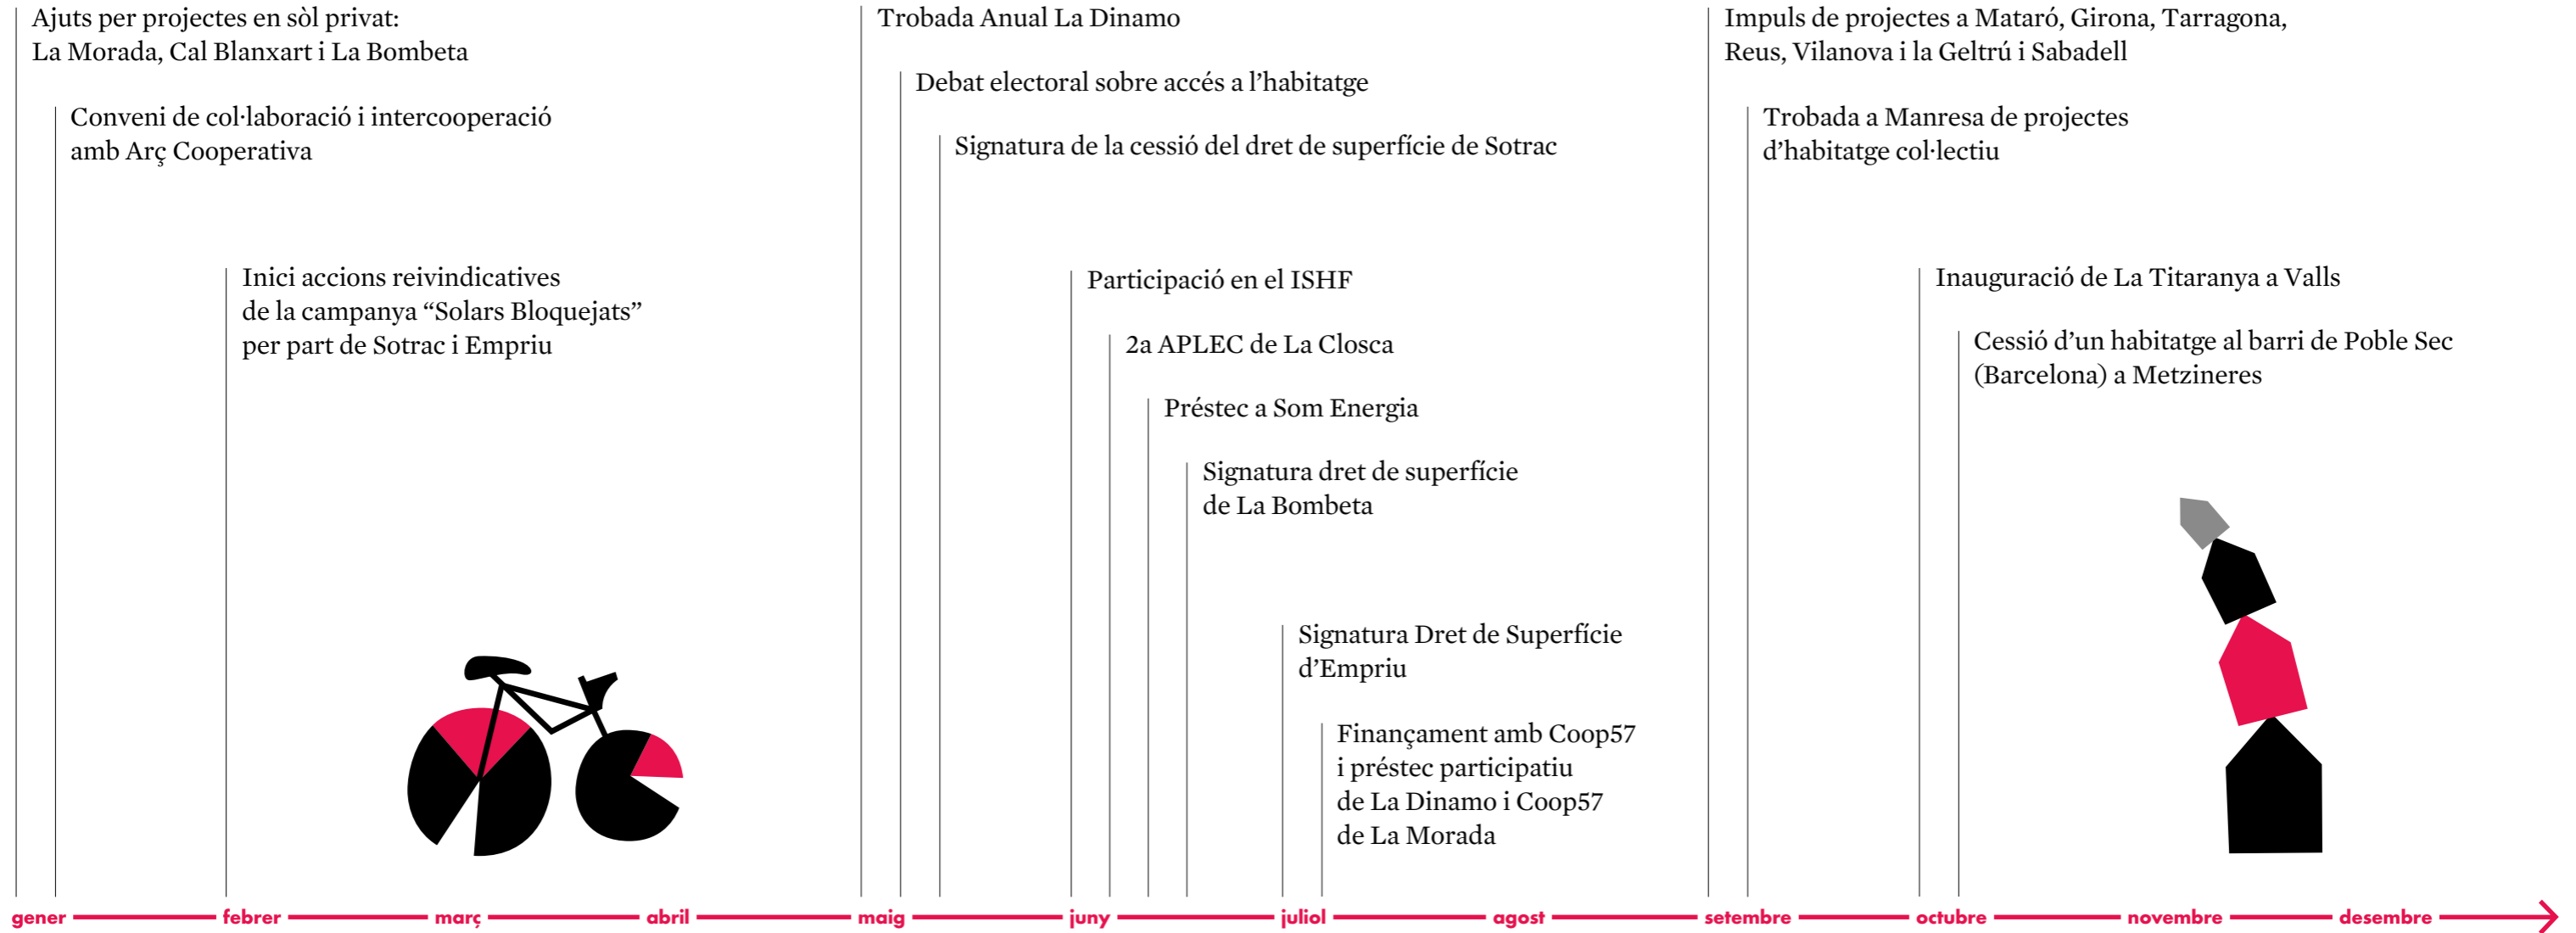 Ajuts per projectes en sòl privat:
La Morada, Cal Blanxart i La Bombeta
Conveni de col·laboració i intercooperació
amb Arç Cooperativa
Inici accions reivindicatives
de la campanya “Solars Bloquejats”
per part de Sotrac i Empriu
Trobada Anual La Dinamo
Debat electoral sobre accés a l’habitatge
Signatura de la cessió del dret de superfície de Sotrac
Participació en el ISHF
2a APLEC de La Closca
Préstec a Som Energia
Signatura dret de superfície
de La Bombeta
Signatura Dret de Superfície
d’Empriu
Finançament amb Coop57
i préstec participatiu
de La Dinamo i Coop57
de La Morada
Impuls de projectes a Mataró, Girona, Tarragona,
Reus, Vilanova i la Geltrú i Sabadell
Trobada a Manresa de projectes
d’habitatge col·lectiu
Inauguració de La Titaranya a Valls
Cessió d’un habitatge al barri de Poble Sec
(Barcelona) a Metzineres
gener febrer març abril maig juny juliol agost setembre octubre novembre desembre